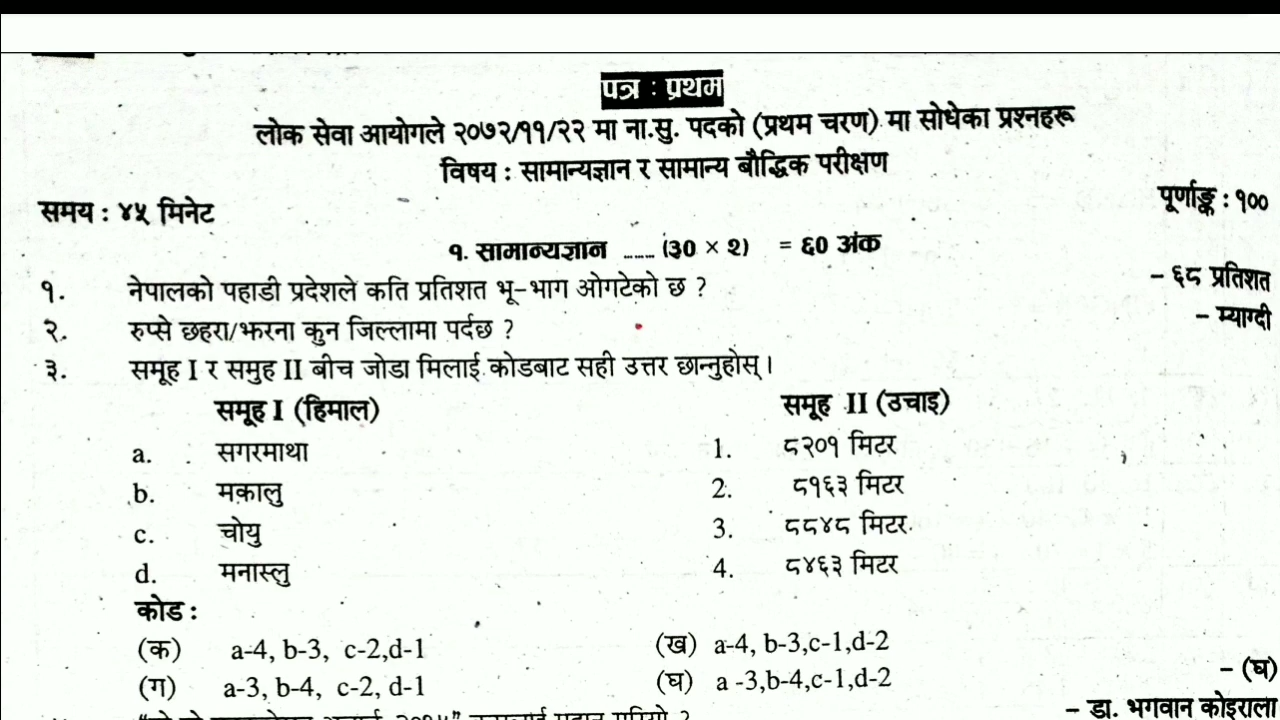 पत्र : प्रथम
लोक सेवा आयोगले २०७२/११/२२ मा ना.सु. पदको (प्रथम चरण) मा सोधेका प्रश्नहरू
विषय : सामान्यज्ञान र सामान्य बौद्धिक परीक्षण
समय : ४५ मिनेट पूर्णाङ्क : १००
१. सामान्यज्ञान ....... (३० × २) = ६० अंक
१. नेपालको पहाडी प्रदेशले कति प्रतिशत भू-भाग ओगटेको छ ? – ६८ प्रतिशत
२. रुप्से छहरा/झरना कुन जिल्लामा पर्दछ ? – म्याग्दी
३. समूह I र समुह II बीच जोडा मिलाई कोडबाट सही उत्तर छान्नुहोस् ।
समूह I (हिमाल) समूह II (उचाइ)
a. सगरमाथा 1. ८२०१ मिटर
b. मकालु 2. ८१६३ मिटर
c. चोयु 3. ८८४८ मिटर
d. मनास्लु 4. ८४६३ मिटर
कोड :
(क) a-4, b-3, c-2,d-1 (ख) a-4, b-3,c-1,d-2
(ग) a-3, b-4, c-2, d-1 (घ) a -3,b-4,c-1,d-2 – (घ)
– डा. भगवान कोइराला